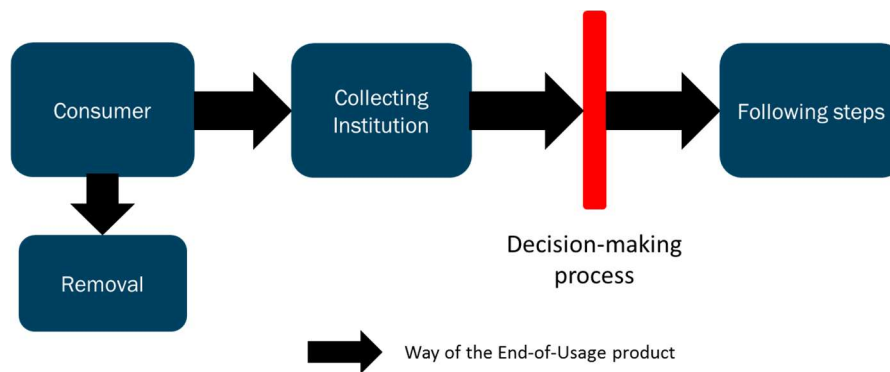 Consumer
Collecting
Institution
Following steps
Decision-making
process
Removal
Way of the End-of-Usage product